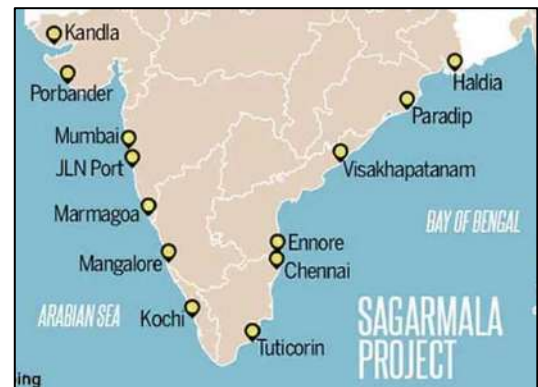 Kandla
Porbander
Mumbai
JLN Port
Marmagoa
Mangalore
Kochi
Tuticorin
Chennai
Ennore
Visakhapatanam
Paradip
Haldia
BAY OF BENGAL
ARABIAN SEA
SAGARMALA
PROJECT
ing